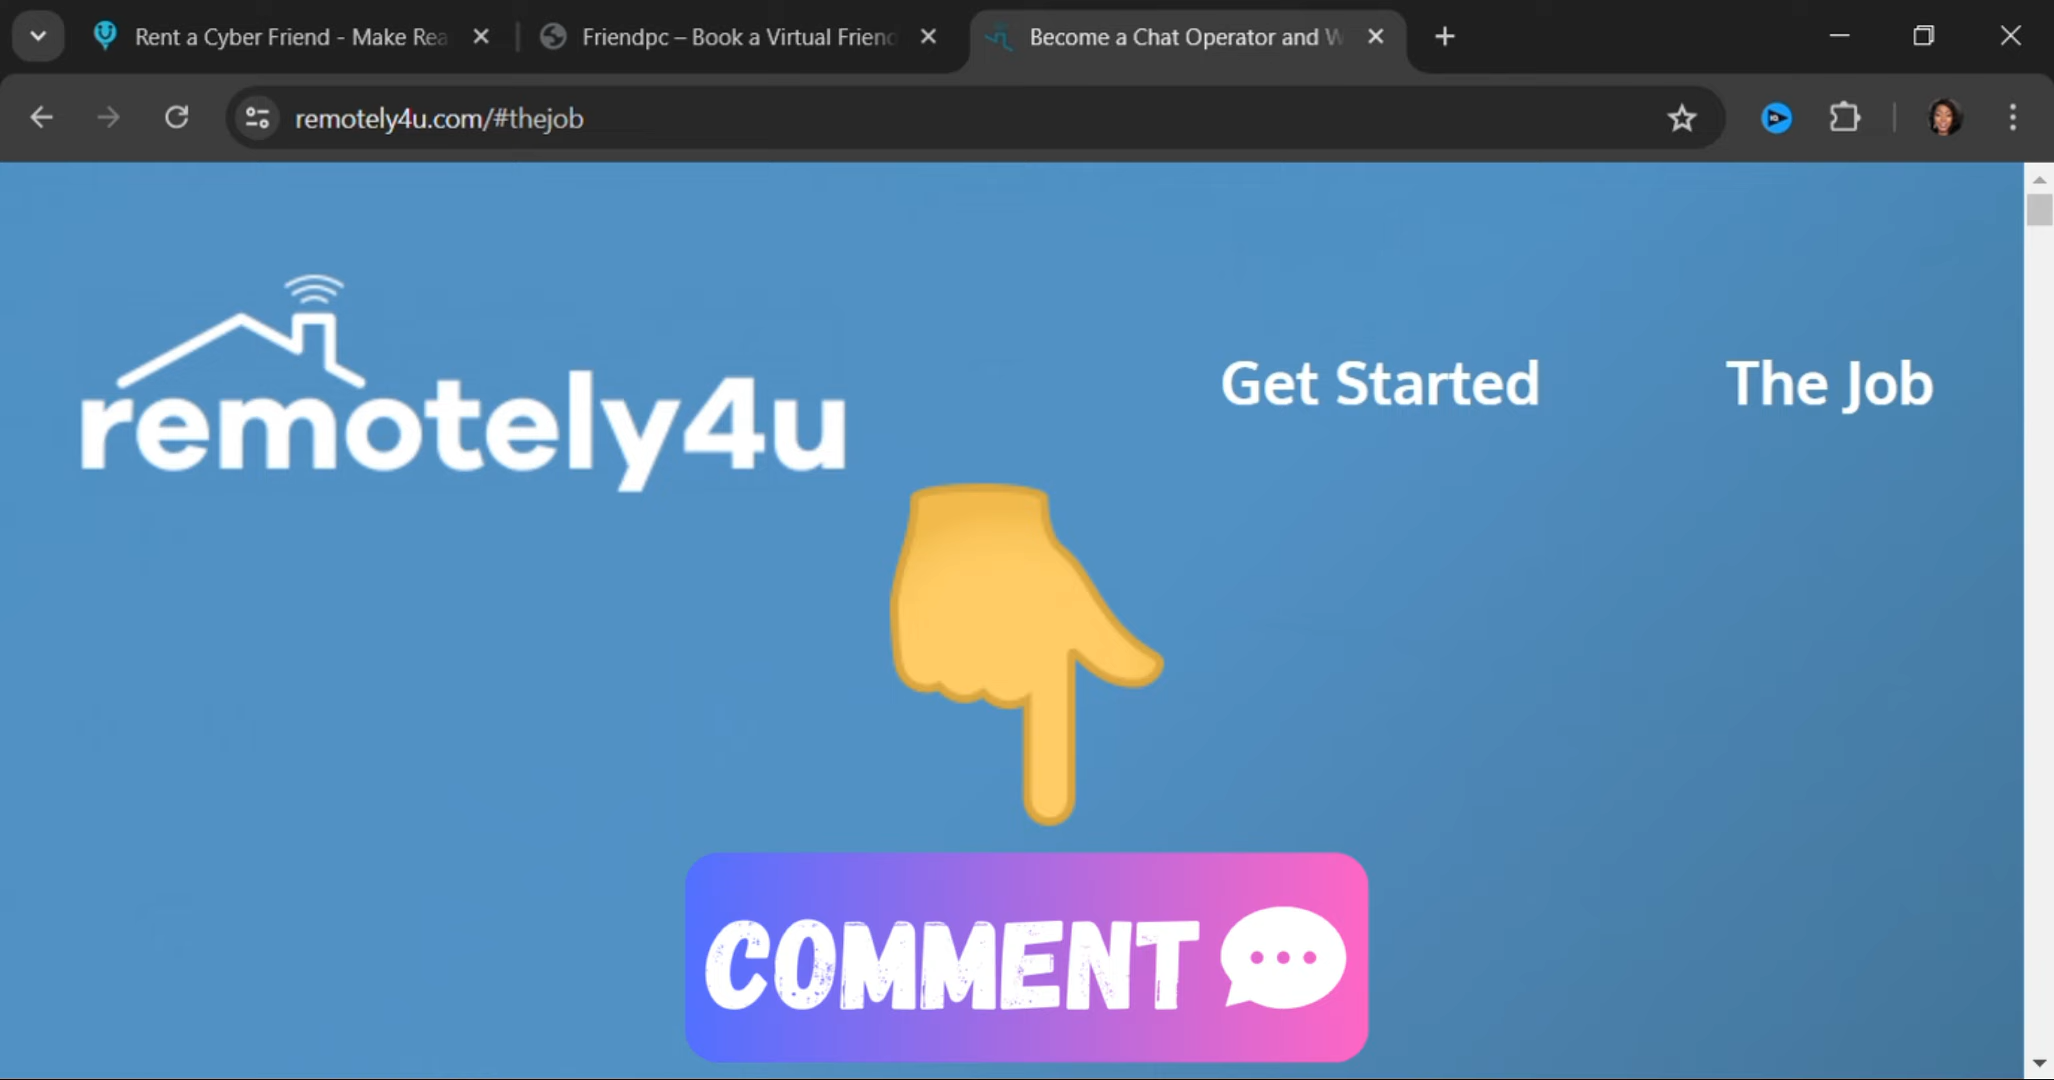 Rent a Cyber Friend - Make Rea
Friendpc – Book a Virtual Friend
Become a Chat Operator and W
remotely4u.com/#thejob
remotely4u
Get Started
The Job
COMMENT